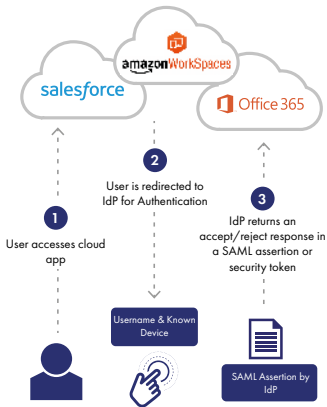 amazon WorkSpaces
salesforce
Office 365
2
User is redirected to
IdP for Authentication
1
User accesses cloud
app
3
IdP returns an
accept/reject response in
a SAML assertion or
security token
Username & Known
Device
SAML Assertion by
IdP